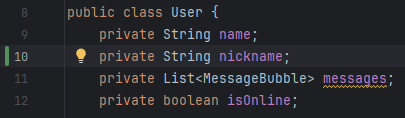 8 public class User {
9 private String name;
10 private String nickname;
11 private List<MessageBubble> messages;
12 private boolean isOnline;